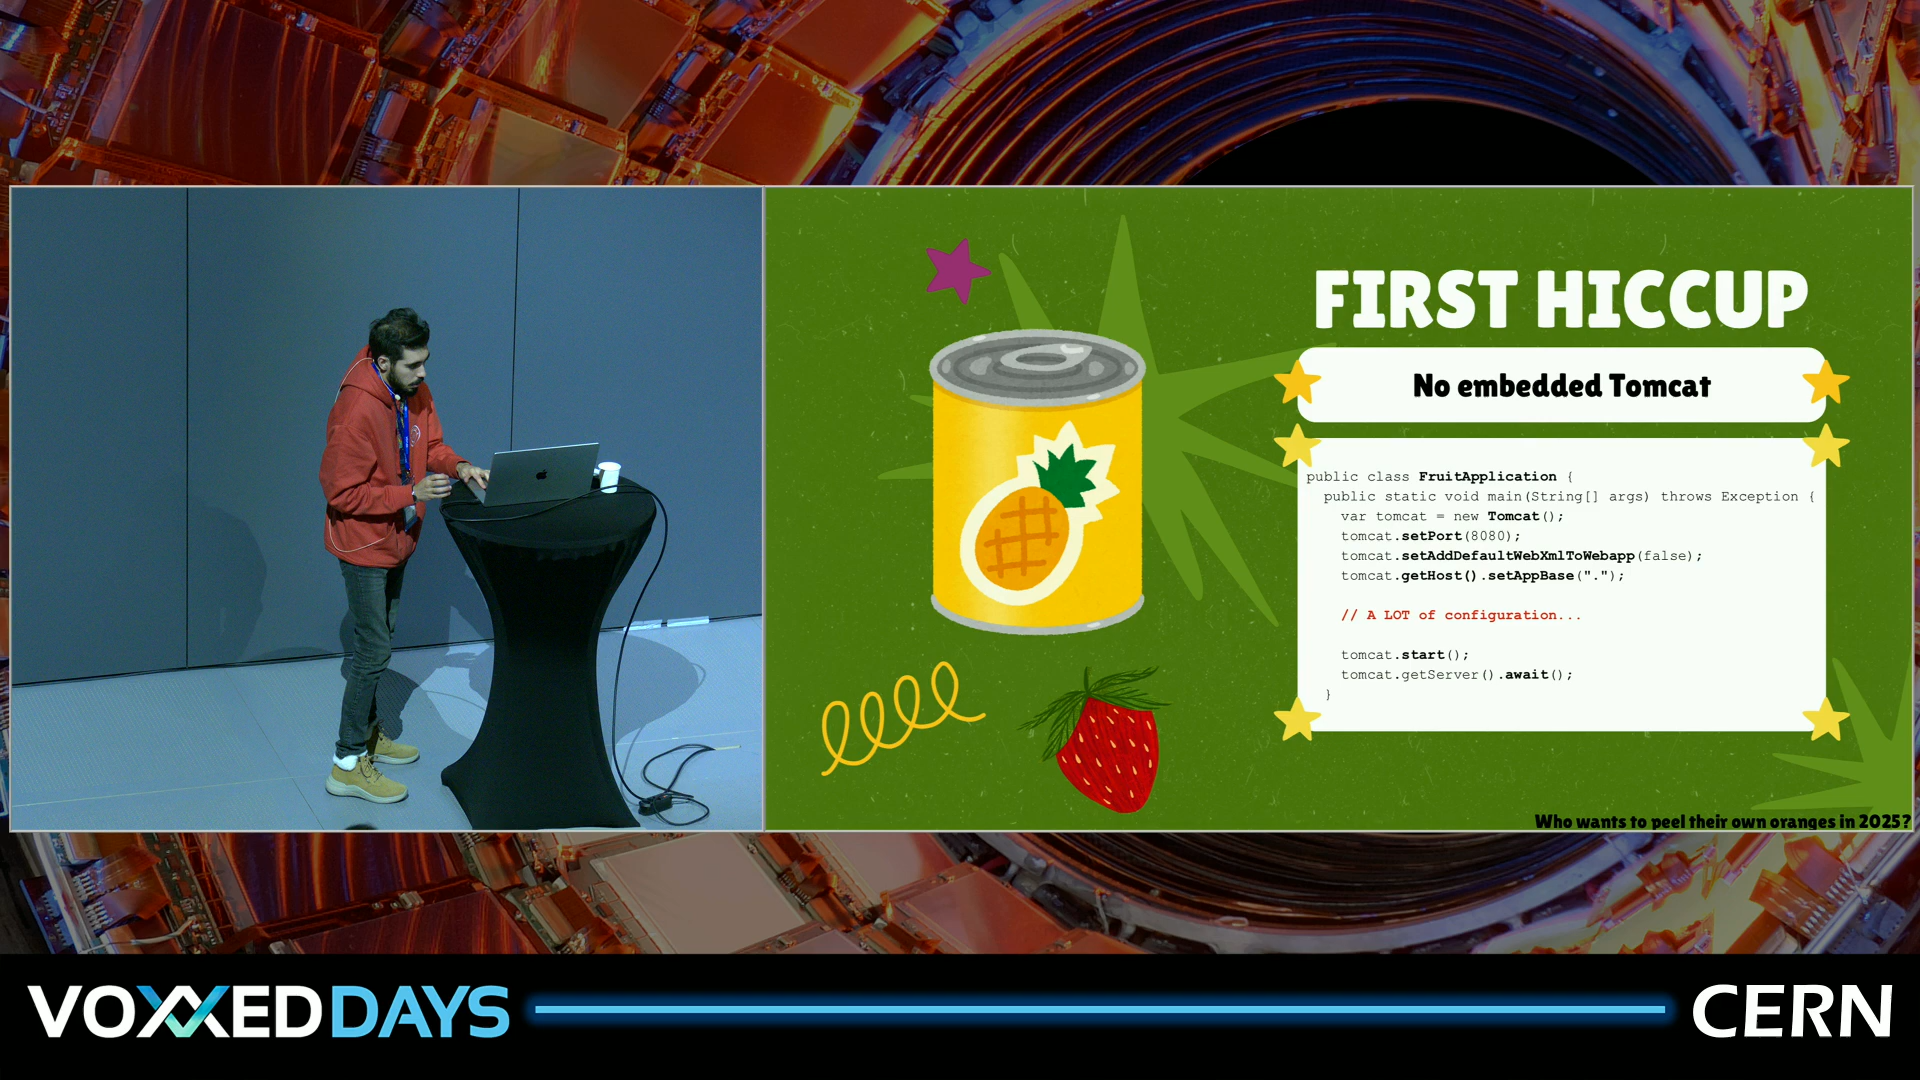 FIRST HICCUP
No embedded Tomcat
public class FruitApplication {
public static void main(String[] args) throws Exception {
var tomcat = new Tomcat();
tomcat.setPort(8080);
tomcat.setAddDefaultWebXmlToWebapp(false);
tomcat.getHost().setAppBase(".");
// A LOT of configuration...
tomcat.start();
tomcat.getServer().await();
}
Who wants to peel their own oranges in 2025?
VOXXEDDAYS
CERN